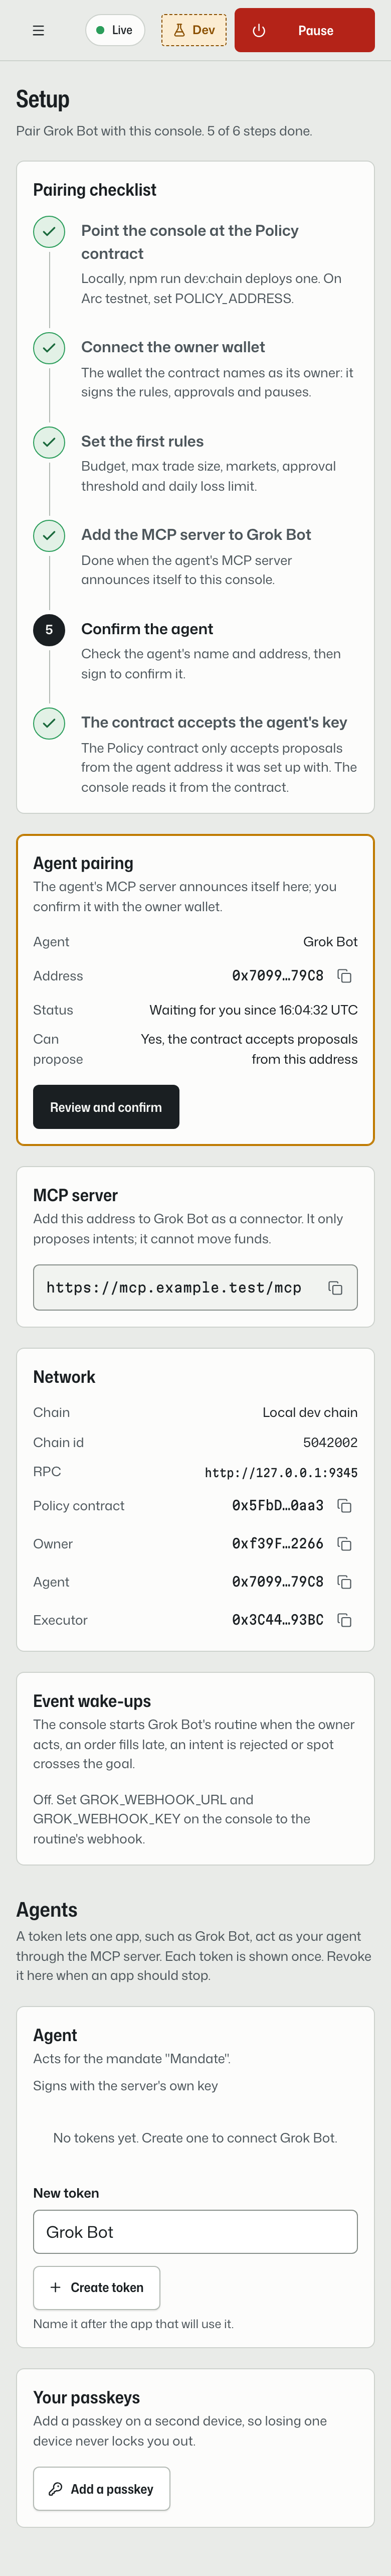 Live
Dev
Pause
Setup
Pair Grok Bot with this console. 5 of 6 steps done.
Pairing checklist
Point the console at the Policy
contract
Locally, npm run dev:chain deploys one. On
Arc testnet, set POLICY_ADDRESS.
Connect the owner wallet
The wallet the contract names as its owner: it
signs the rules, approvals and pauses.
Set the first rules
Budget, max trade size, markets, approval
threshold and daily loss limit.
Add the MCP server to Grok Bot
Done when the agent's MCP server
announces itself to this console.
5
Confirm the agent
Check the agent's name and address, then
sign to confirm it.
The contract accepts the agent's key
The Policy contract only accepts proposals
from the agent address it was set up with. The
console reads it from the contract.
Agent pairing
The agent's MCP server announces itself here; you
confirm it with the owner wallet.
Agent Grok Bot
Address 0x7099…79C8
Status Waiting for you since 16:04:32 UTC
Can propose Yes, the contract accepts proposals
from this address
Review and confirm
MCP server
Add this address to Grok Bot as a connector. It only
proposes intents; it cannot move funds.
https://mcp.example.test/mcp
Network
Chain Local dev chain
Chain id 5042002
RPC http://127.0.0.1:9345
Policy contract 0x5FbD…0aa3
Owner 0xf39F…2266
Agent 0x7099…79C8
Executor 0x3C44…93BC
Event wake-ups
The console starts Grok Bot's routine when the owner
acts, an order fills late, an intent is rejected or spot
crosses the goal.
Off. Set GROK_WEBHOOK_URL and
GROK_WEBHOOK_KEY on the console to the
routine's webhook.
Agents
A token lets one app, such as Grok Bot, act as your agent
through the MCP server. Each token is shown once. Revoke
it here when an app should stop.
Agent
Acts for the mandate "Mandate".
Signs with the server's own key
No tokens yet. Create one to connect Grok Bot.
New token
Grok Bot
Create token
Name it after the app that will use it.
Your passkeys
Add a passkey on a second device, so losing one
device never locks you out.
Add a passkey